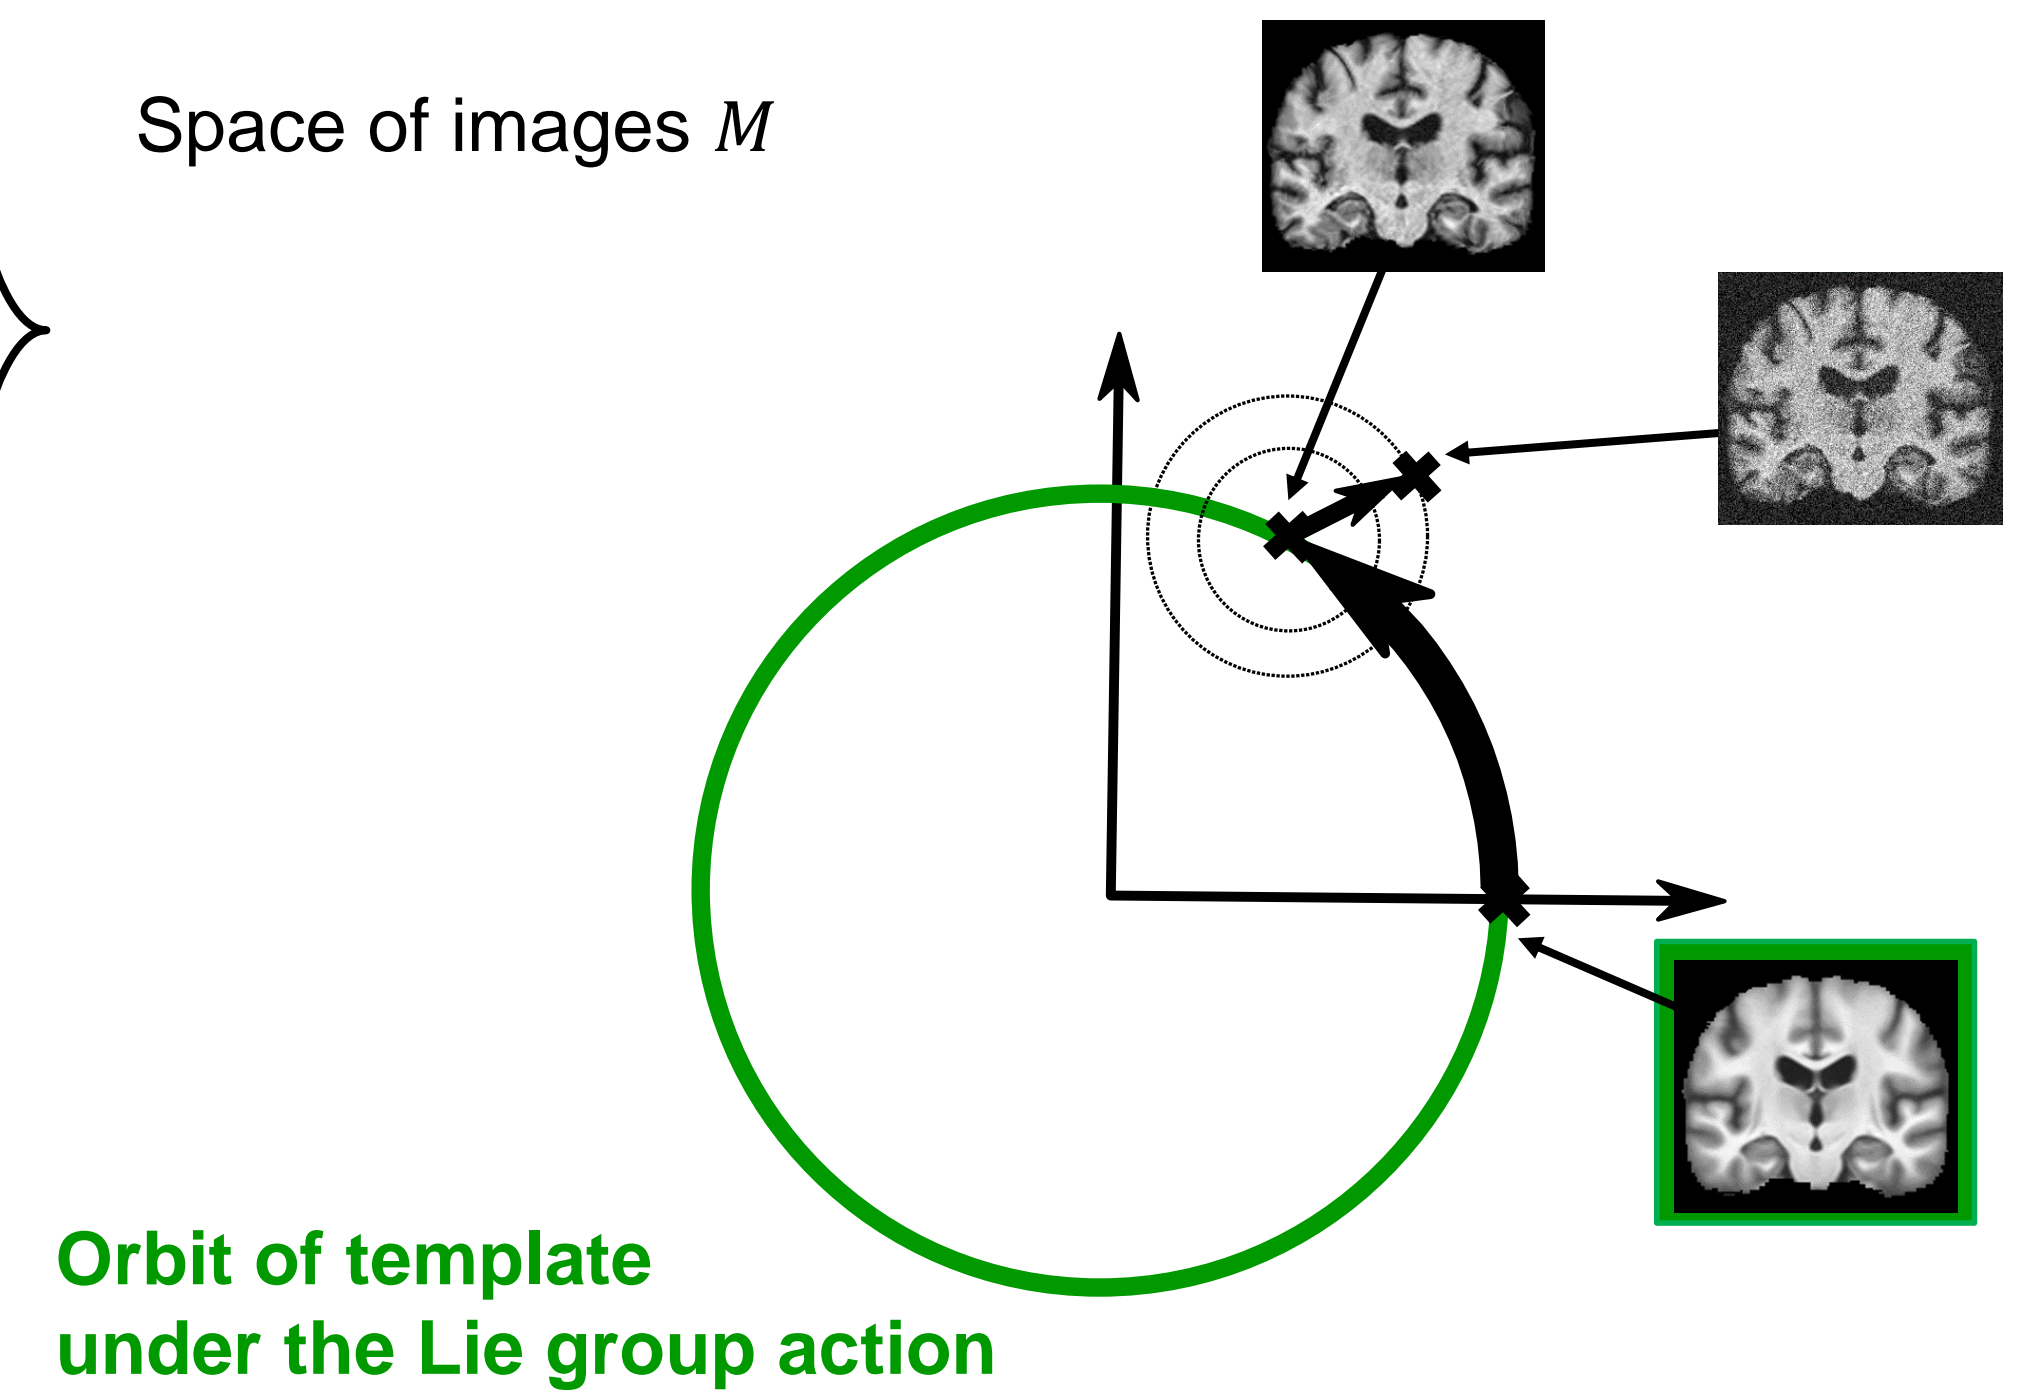 Space of images M
Orbit of template
under the Lie group action